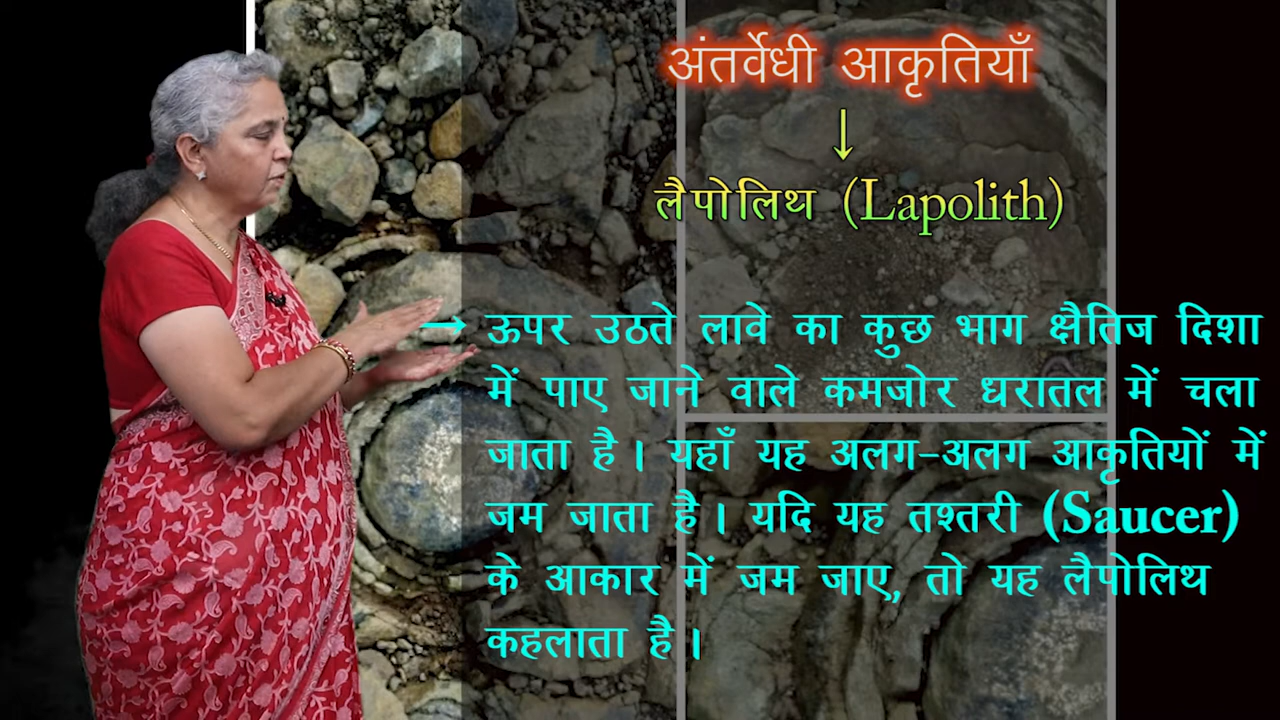 अंतर्वेधी आकृतियाँ
↓
लैपोलिथ (Lapolith)
→ ऊपर उठते लावे का कुछ भाग क्षैतिज दिशा
में पाए जाने वाले कमजोर धरातल में चला
जाता है। यहाँ यह अलग-अलग आकृतियों में
जम जाता है। यदि यह तश्तरी (Saucer)
के आकार में जम जाए, तो यह लैपोलिथ
कहलाता है।